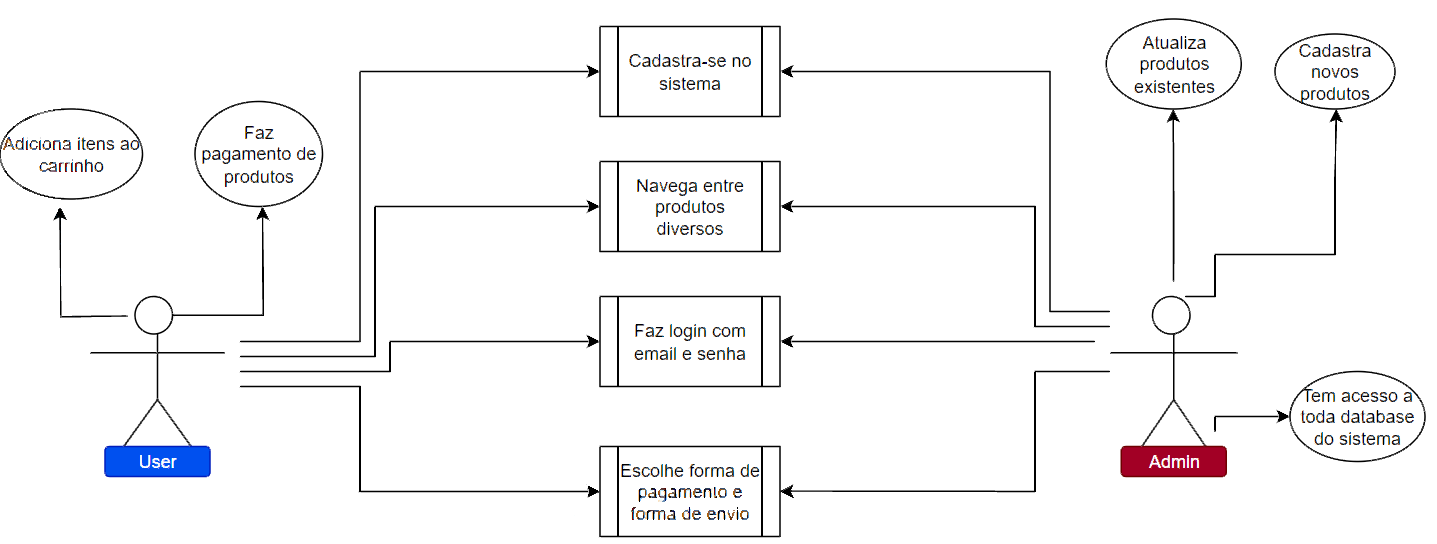 Cadastra-se no
sistema
Atualiza
produtos
existentes
Cadastra
novos
produtos
Adiciona itens ao
carrinho
Faz
pagamento de
produtos
Navega entre
produtos
diversos
Faz login com
email e senha
Tem acesso a
toda database
do sistema
User
Admin
Escolhe forma de
pagamento e
forma de envio